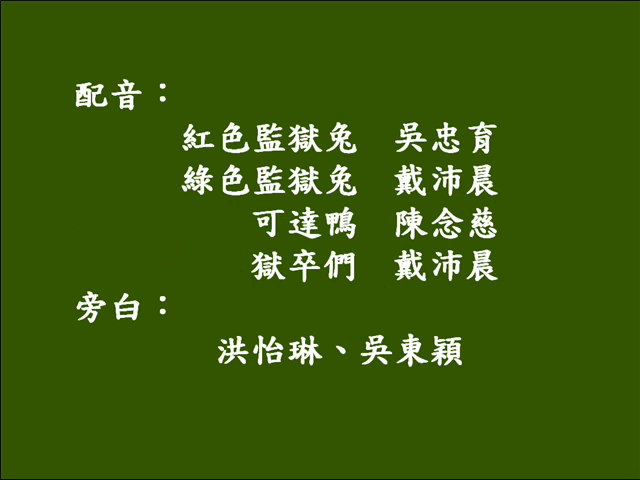 配音：
紅色監獄兔　吳忠育
綠色監獄兔　戴沛晨
可達鴨　陳念慈
獄卒們　戴沛晨
旁白：
洪怡琳、吳東穎